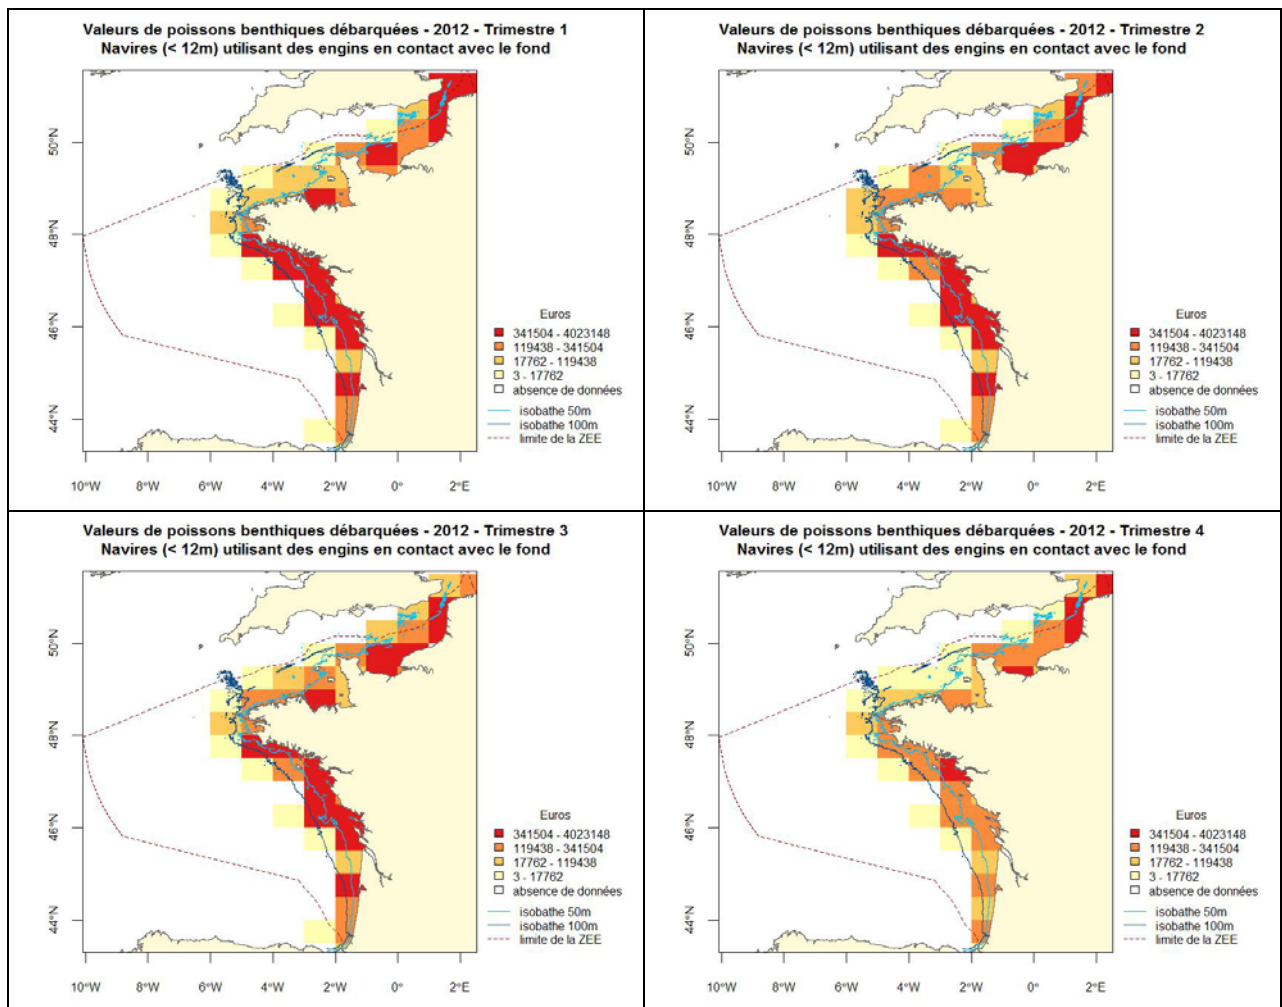 Valeurs de poissons benthiques débarquées - 2012 - Trimestre 1
Navires (< 12m) utilisant des engins en contact avec le fond
50°N
48°N
46°N
44°N
Euros
341504 - 4023148
119438 - 341504
17762 - 119438
3 - 17762
absence de données
isobathe 50m
isobathe 100m
limite de la ZEE
10°W 8°W 6°W 4°W 2°W 0° 2°E
Valeurs de poissons benthiques débarquées - 2012 - Trimestre 2
Navires (< 12m) utilisant des engins en contact avec le fond
50°N
48°N
46°N
44°N
Euros
341504 - 4023148
119438 - 341504
17762 - 119438
3 - 17762
absence de données
isobathe 50m
isobathe 100m
limite de la ZEE
10°W 8°W 6°W 4°W 2°W 0° 2°E
Valeurs de poissons benthiques débarquées - 2012 - Trimestre 3
Navires (< 12m) utilisant des engins en contact avec le fond
50°N
48°N
46°N
44°N
Euros
341504 - 4023148
119438 - 341504
17762 - 119438
3 - 17762
absence de données
isobathe 50m
isobathe 100m
limite de la ZEE
10°W 8°W 6°W 4°W 2°W 0° 2°E
Valeurs de poissons benthiques débarquées - 2012 - Trimestre 4
Navires (< 12m) utilisant des engins en contact avec le fond
50°N
48°N
46°N
44°N
Euros
341504 - 4023148
119438 - 341504
17762 - 119438
3 - 17762
absence de données
isobathe 50m
isobathe 100m
limite de la ZEE
10°W 8°W 6°W 4°W 2°W 0° 2°E